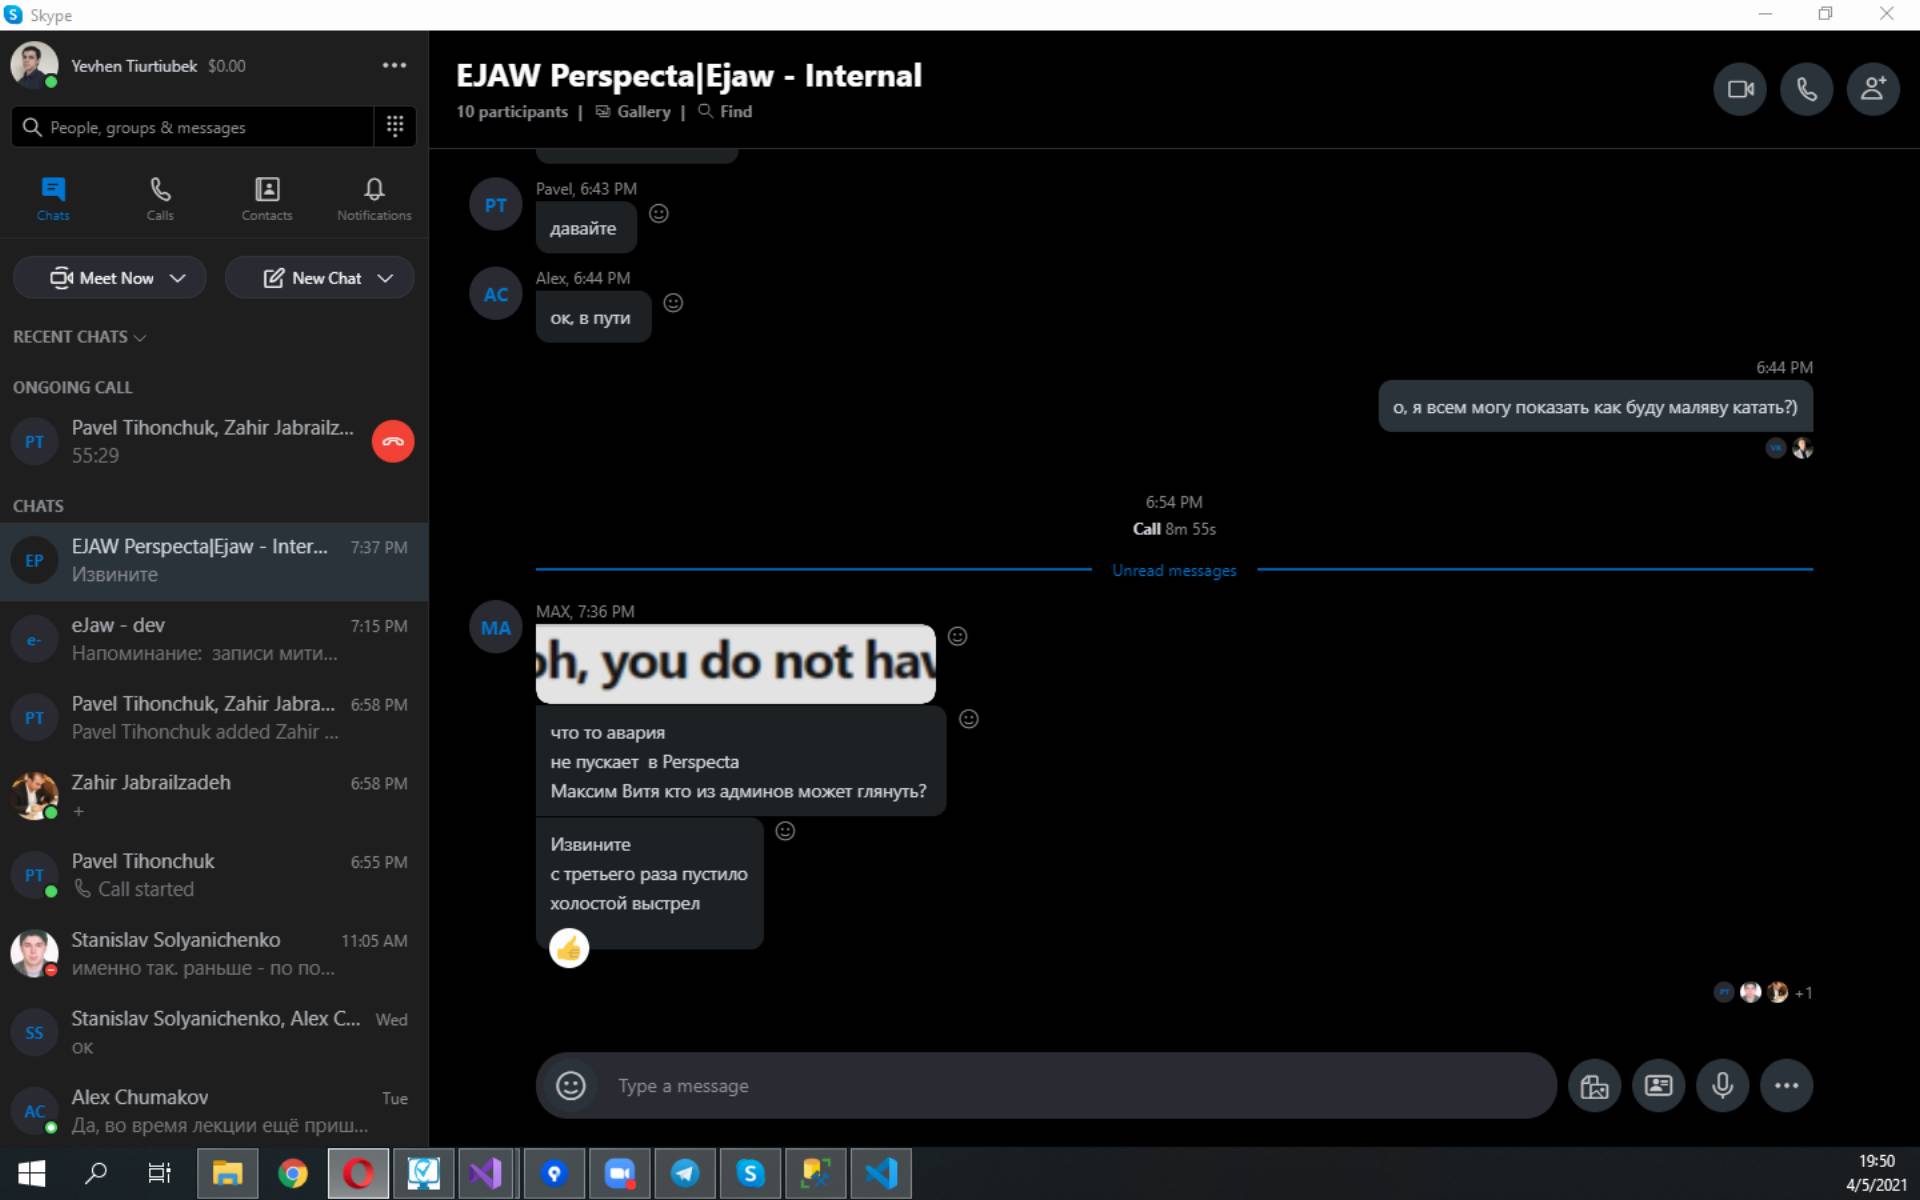 Skype
Yevhen Tiurtiubek $0.00
People, groups & messages
Chats
Calls
Contacts
Notifications
Meet Now
New Chat
RECENT CHATS
ONGOING CALL
PT
Pavel Tihonchuk, Zahir Jabrailz...
55:29
CHATS
EP
EJAW Perspecta|Ejaw - Inter... 7:37 PM
Извините
e-
eJaw - dev 7:15 PM
Напоминание: записи мити...
PT
Pavel Tihonchuk, Zahir Jabra... 6:58 PM
Pavel Tihonchuk added Zahir ...
Zahir Jabrailzadeh 6:58 PM
+
PT
Pavel Tihonchuk 6:55 PM
Call started
Stanislav Solyanichenko 11:05 AM
именно так. раньше - по по...
SS
Stanislav Solyanichenko, Alex C... Wed
ок
AC
Alex Chumakov Tue
Да, во время лекции ещё приш...
EJAW Perspecta|Ejaw - Internal
10 participants | Gallery | Find
PT
Pavel, 6:43 PM
давайте
AC
Alex, 6:44 PM
ок, в пути
6:44 PM
о, я всем могу показать как буду маляву катать?)
VK
6:54 PM
Call 8m 55s
Unread messages
MA
MAX, 7:36 PM
oh, you do not hav
что то авария
не пускает в Perspecta
Максим Витя кто из админов может глянуть?
Извините
с третьего раза пустило
холостой выстрел
PT
+1
Type a message
19:50
4/5/2021